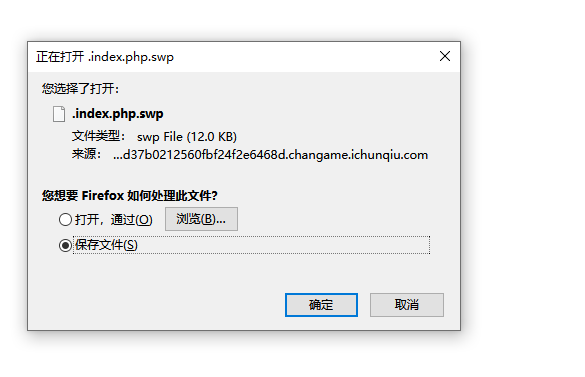 正在打开 .index.php.swp
您选择了打开：
.index.php.swp
文件类型： swp File (12.0 KB)
来源： ...d37b0212560fbf24f2e6468d.changame.ichunqiu.com
您想要 Firefox 如何处理此文件？
打开，通过(O) 浏览(B)...
保存文件(S)
确定 取消